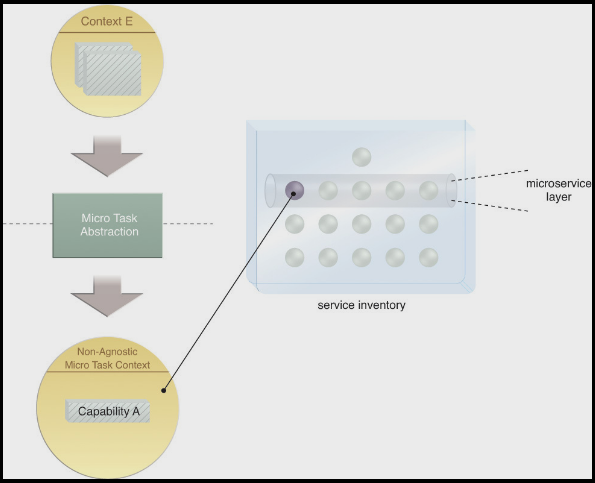 Context E
Micro Task
Abstraction
Non-Agnostic
Micro Task Context
Capability A
microservice
layer
service inventory